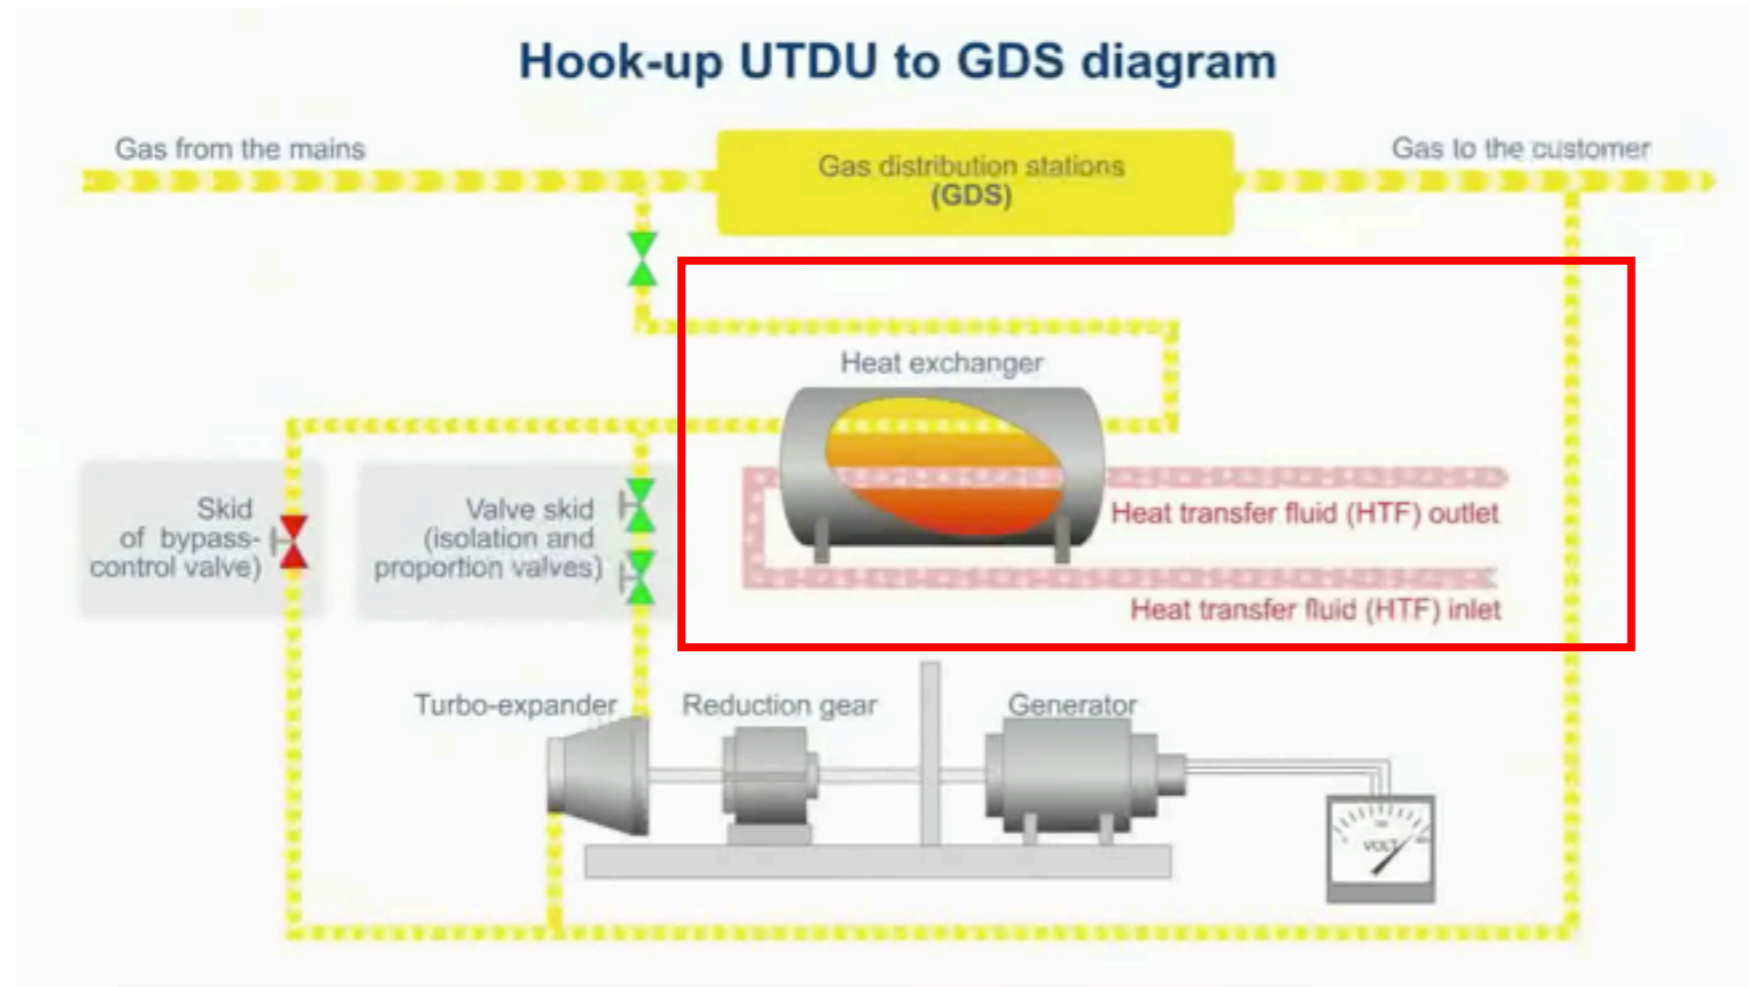 Hook-up UTDU to GDS diagram
Gas from the mains
Gas distribution stations
(GDS)
Gas to the customer
Heat exchanger
Skid
of bypass-
control valve)
Valve skid
(isolation and
proportion valves)
Heat transfer fluid (HTF) outlet
Heat transfer fluid (HTF) inlet
Turbo-expander
Reduction gear
Generator
VOLT